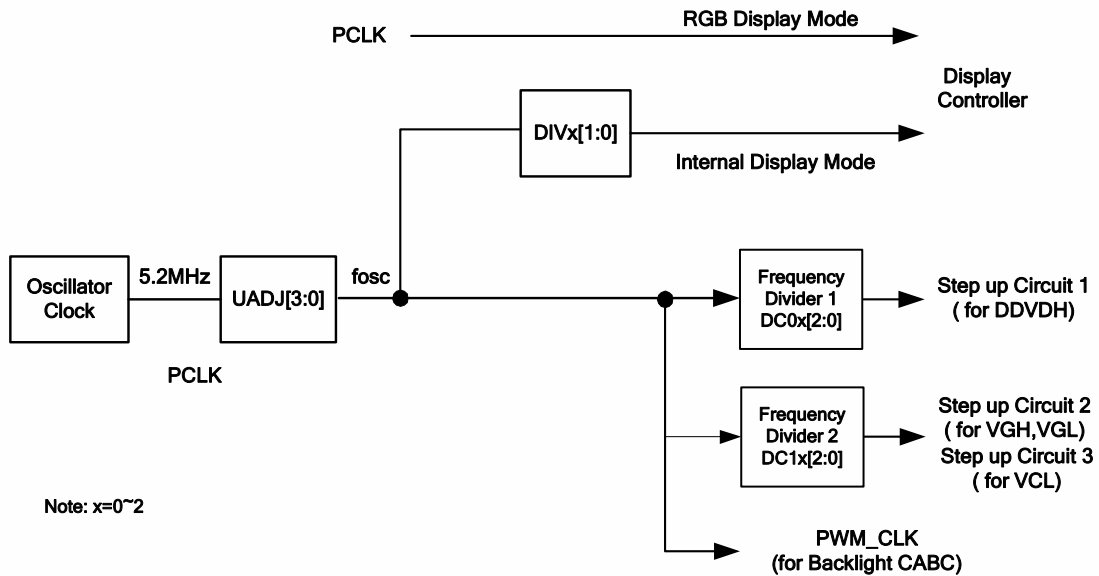 RGB Display Mode
PCLK
Display
Controller
DIVx[1:0]
Internal Display Mode
Oscillator
Clock
5.2MHz
UADJ[3:0]
fosc
PCLK
Frequency
Divider 1
DC0x[2:0]
Step up Circuit 1
( for DDVDH)
Frequency
Divider 2
DC1x[2:0]
Step up Circuit 2
( for VGH,VGL)
Step up Circuit 3
( for VCL)
Note: x=0~2
PWM_CLK
(for Backlight CABC)